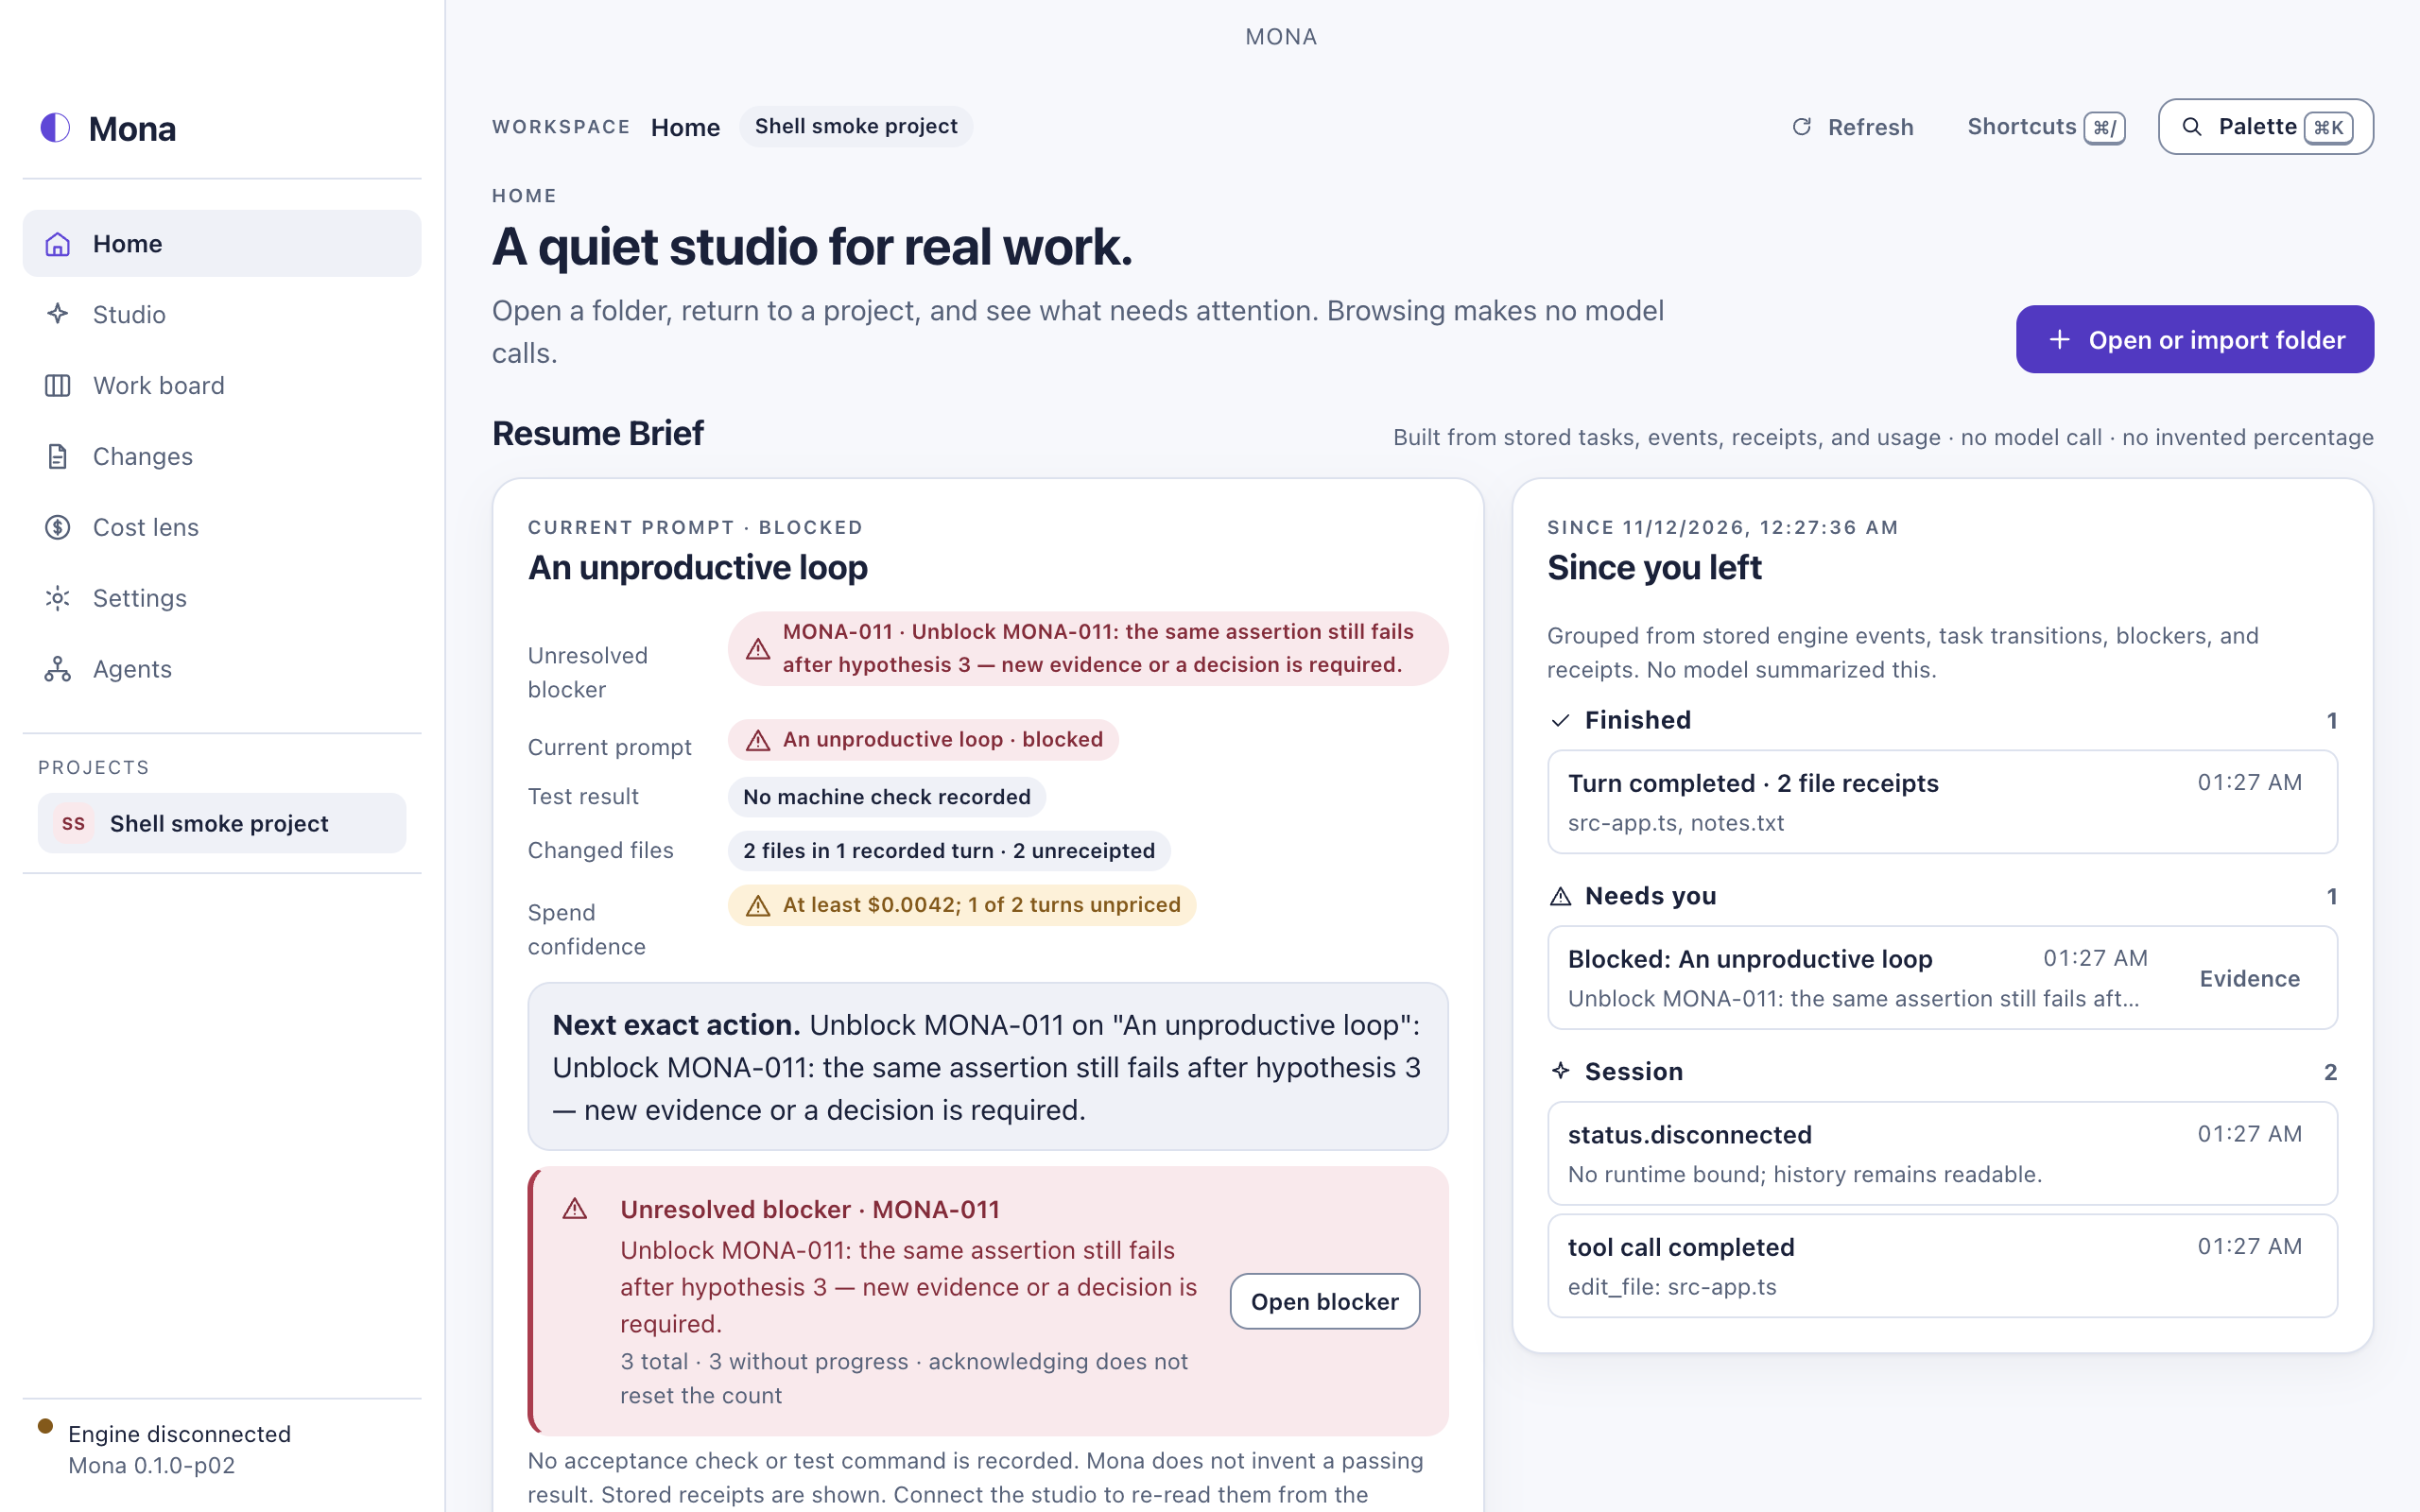 MONA
Mona
Home
Studio
Work board
Changes
Cost lens
Settings
Agents
PROJECTS
SS Shell smoke project
Engine disconnected
Mona 0.1.0-p02
WORKSPACE Home Shell smoke project
Refresh Shortcuts ⌘/ Palette ⌘K
HOME
A quiet studio for real work.
Open a folder, return to a project, and see what needs attention. Browsing makes no model
calls.
+ Open or import folder
Resume Brief
Built from stored tasks, events, receipts, and usage · no model call · no invented percentage
CURRENT PROMPT · BLOCKED
An unproductive loop
Unresolved
blocker
MONA-011 · Unblock MONA-011: the same assertion still fails
after hypothesis 3 — new evidence or a decision is required.
Current prompt An unproductive loop · blocked
Test result No machine check recorded
Changed files 2 files in 1 recorded turn · 2 unreceipted
Spend
confidence
At least $0.0042; 1 of 2 turns unpriced
Next exact action. Unblock MONA-011 on "An unproductive loop":
Unblock MONA-011: the same assertion still fails after hypothesis 3
— new evidence or a decision is required.
Unresolved blocker · MONA-011
Unblock MONA-011: the same assertion still fails
after hypothesis 3 — new evidence or a decision is
required.
3 total · 3 without progress · acknowledging does not
reset the count
Open blocker
No acceptance check or test command is recorded. Mona does not invent a passing
result. Stored receipts are shown. Connect the studio to re-read them from the
SINCE 11/12/2026, 12:27:36 AM
Since you left
Grouped from stored engine events, task transitions, blockers, and
receipts. No model summarized this.
Finished 1
Turn completed · 2 file receipts 01:27 AM
src-app.ts, notes.txt
Needs you 1
Blocked: An unproductive loop 01:27 AM
Unblock MONA-011: the same assertion still fails aft...
Evidence
Session 2
status.disconnected 01:27 AM
No runtime bound; history remains readable.
tool call completed 01:27 AM
edit_file: src-app.ts